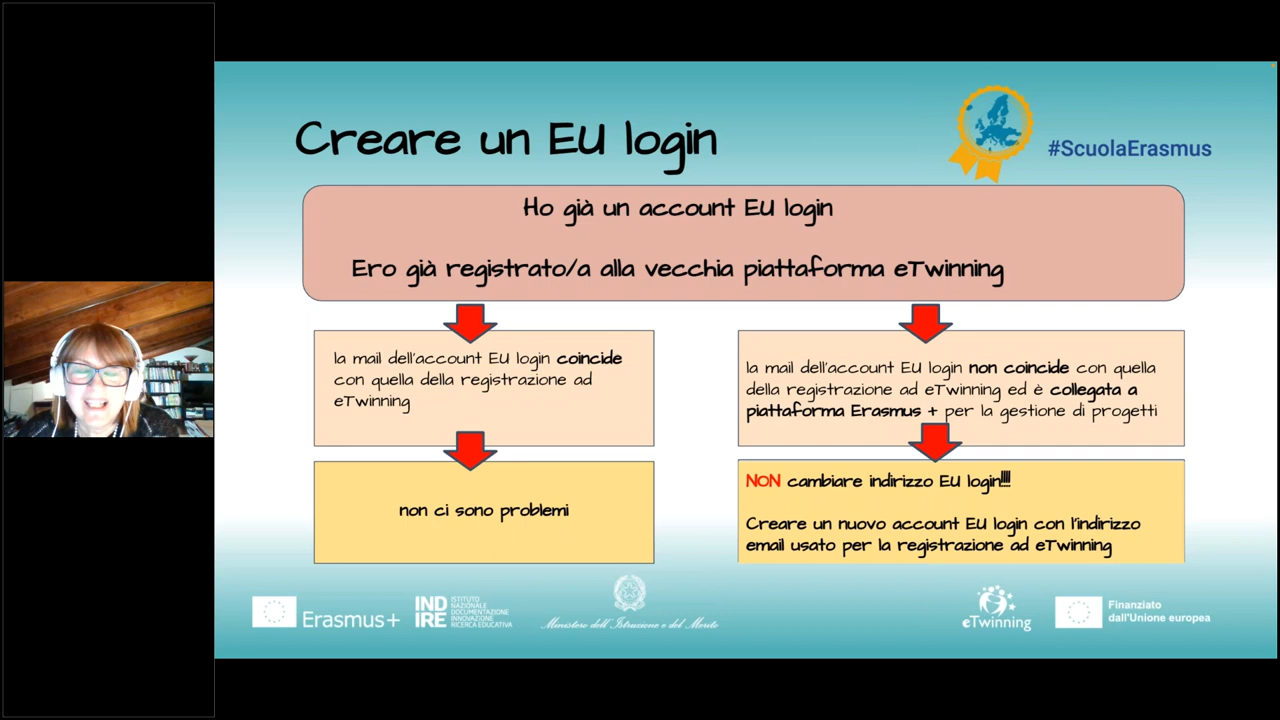 Creare un EU login
#ScuolaErasmus
Ho già un account EU login
Ero già registrato/a alla vecchia piattaforma eTwinning
la mail dell'account EU login coincide
con quella della registrazione ad
eTwinning
non ci sono problemi
la mail dell'account EU login non coincide con quella
della registrazione ad eTwinning ed è collegata a
piattaforma Erasmus + per la gestione di progetti
NON cambiare indirizzo EU login!!!!
Creare un nuovo account EU login con l'indirizzo
email usato per la registrazione ad eTwinning
Erasmus+
INDIRE
ISTITUTO
NAZIONALE
DOCUMENTAZIONE
INNOVAZIONE
RICERCA EDUCATIVA
Ministero dell'Istruzione e del Merito
eTwinning
Finanziato
dall'Unione europea